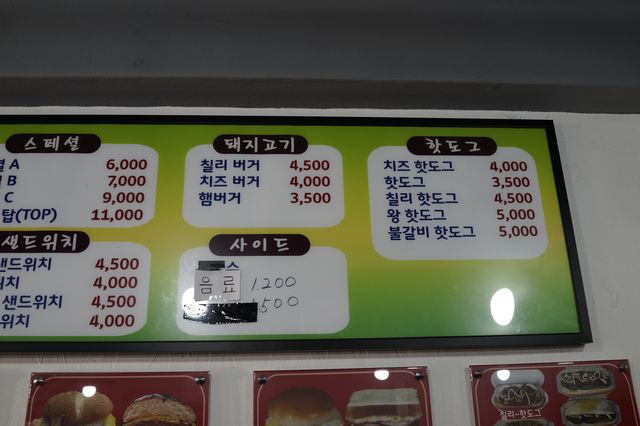 스페셜
A 6,000
B 7,000
C 9,000
탑(TOP) 11,000
샌드위치
샌드위치 4,500
위치 4,000
샌드위치 4,500
위치 4,000
돼지고기
칠리 버거 4,500
치즈 버거 4,000
햄버거 3,500
사이드
스
음료 1,200
500
핫도그
치즈 핫도그 4,000
핫도그 3,500
칠리 핫도그 4,500
왕 핫도그 5,000
불갈비 핫도그 5,000
칠리-핫도그